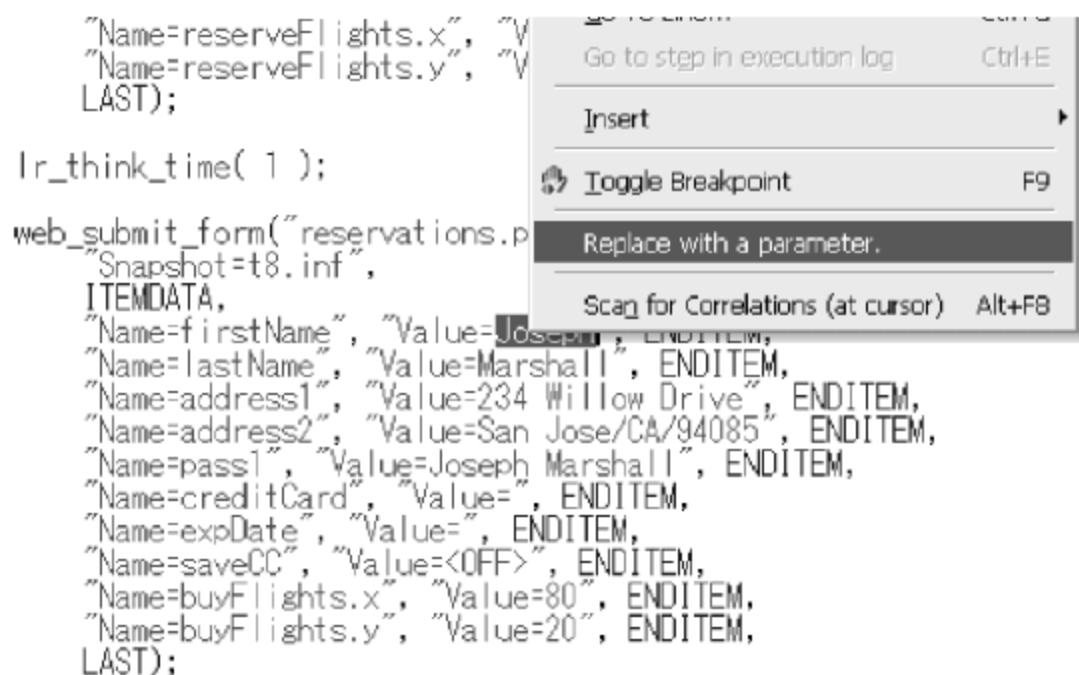 "Name=reserveFlights.x", "V
"Name=reserveFlights.y", "V
LAST);
lr_think_time( 1 );
web_submit_form("reservations.p
"Snapshot=t8.inf",
ITEMDATA,
"Name=firstName", "Value=Joseph", ENDITEM,
"Name=lastName", "Value=Marshall", ENDITEM,
"Name=address1", "Value=234 Willow Drive", ENDITEM,
"Name=address2", "Value=San Jose/CA/94085", ENDITEM,
"Name=pass1", "Value=Joseph Marshall", ENDITEM,
"Name=creditCard", "Value=", ENDITEM,
"Name=expDate", "Value=", ENDITEM,
"Name=saveCC", "Value=<OFF>", ENDITEM,
"Name=buyFlights.x", "Value=80", ENDITEM,
"Name=buyFlights.y", "Value=20", ENDITEM,
LAST);
Go to step in execution log Ctrl+E
Insert
Toggle Breakpoint F9
Replace with a parameter.
Scan for Correlations (at cursor) Alt+F8